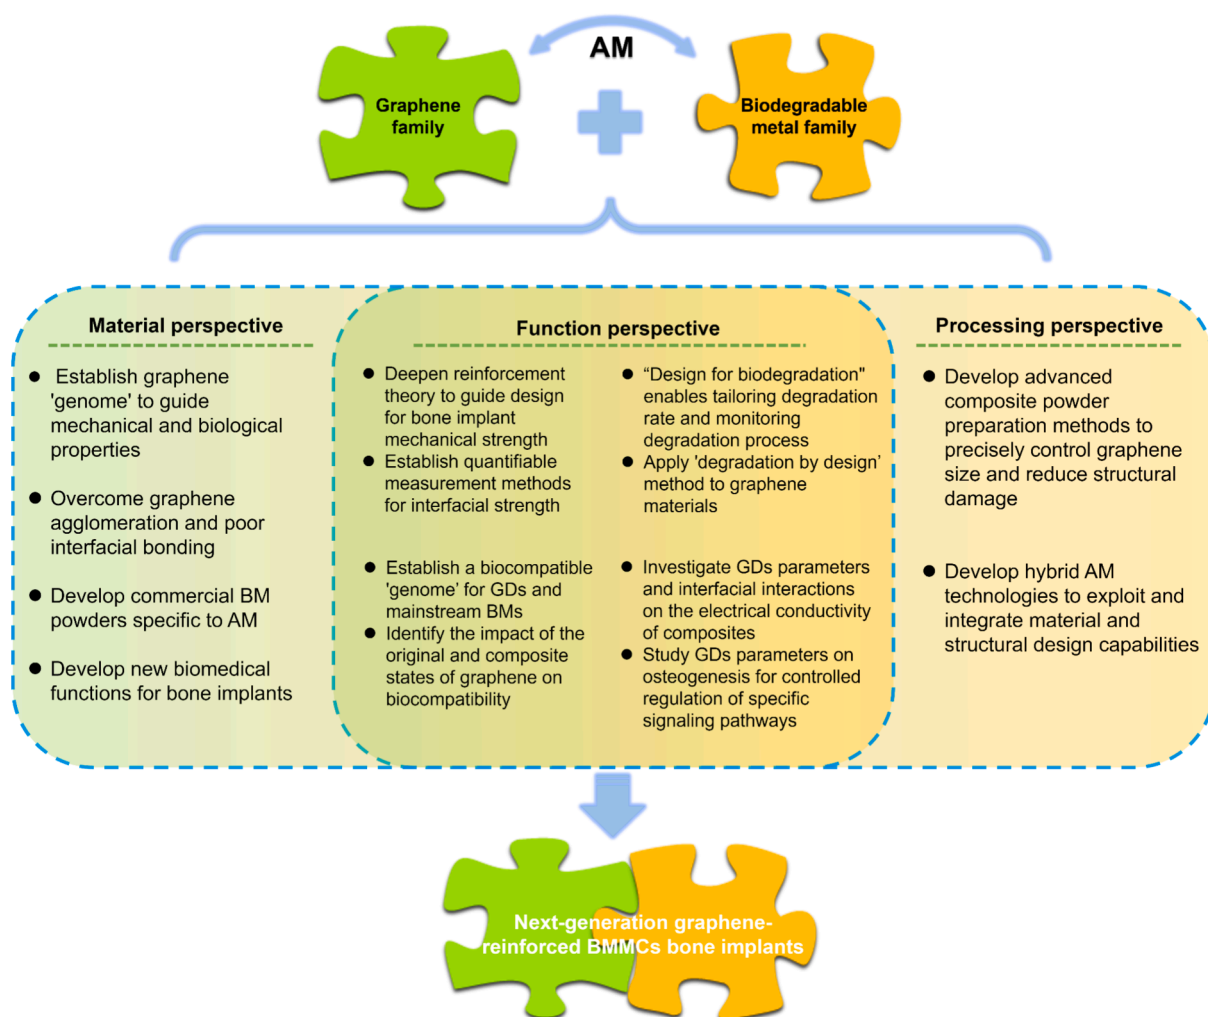 AM
Graphene
family
Biodegradable
metal family
Material perspective
● Establish graphene
'genome' to guide
mechanical and biological
properties
● Overcome graphene
agglomeration and poor
interfacial bonding
● Develop commercial BM
powders specific to AM
● Develop new biomedical
functions for bone implants
Function perspective
● Deepen reinforcement
theory to guide design
for bone implant
mechanical strength
● Establish quantifiable
measurement methods
for interfacial strength
● Establish a biocompatible
'genome’ for GDs and
mainstream BMs
● Identify the impact of the
original and composite
states of graphene on
biocompatibility
● “Design for biodegradation"
enables tailoring degradation
rate and monitoring
degradation process
● Apply 'degradation by design’
method to graphene
materials
● Investigate GDs parameters
and interfacial interactions
on the electrical conductivity
of composites
● Study GDs parameters on
osteogenesis for controlled
regulation of specific
signaling pathways
Processing perspective
● Develop advanced
composite powder
preparation methods to
precisely control graphene
size and reduce structural
damage
● Develop hybrid AM
technologies to exploit and
integrate material and
structural design capabilities
Next-generation graphene-
reinforced BMMCs bone implants